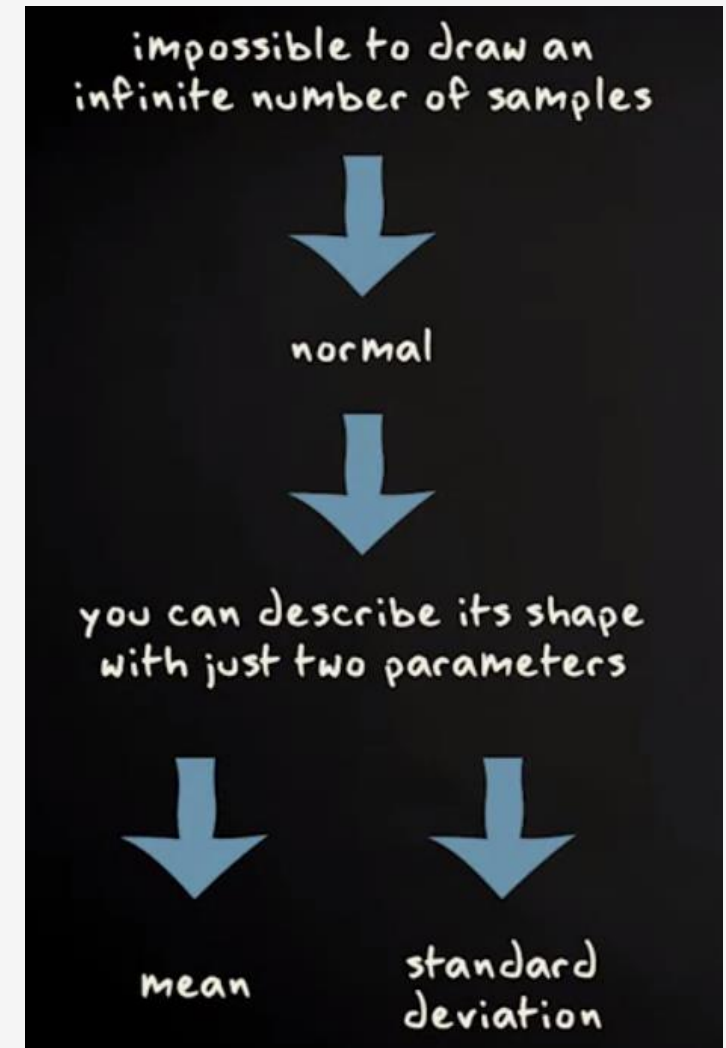 impossible to draw an
infinite number of samples
normal
you can describe its shape
with just two parameters
mean
standard
deviation